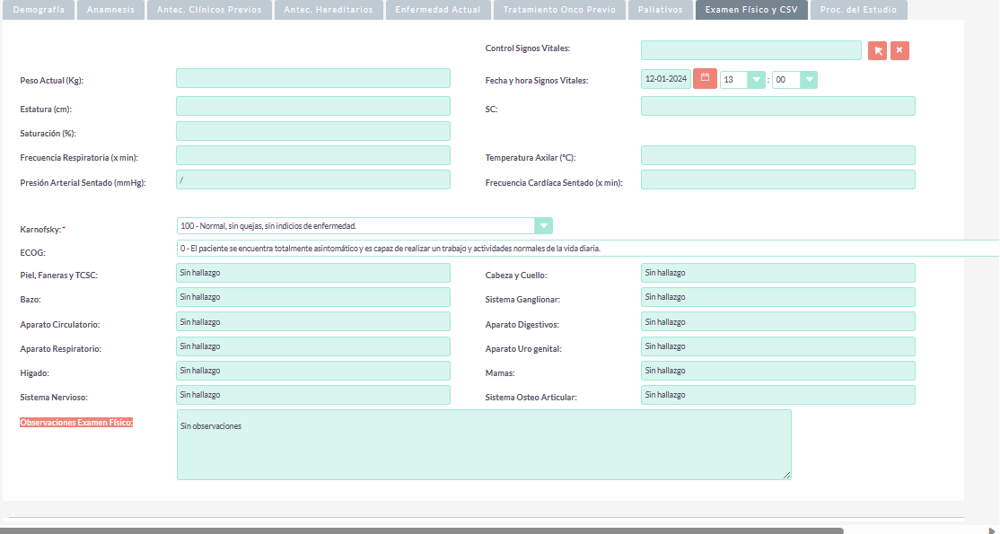 Demografía Anamnesis Antec. Clínicos Previos Antec. Hereditarios Enfermedad Actual Tratamiento Onco Previo Paliativos Examen Físico y CSV Proc. del Estudio
Control Signos Vitales:
Peso Actual (Kg): Fecha y hora Signos Vitales: 12-01-2024 13 : 00
Estatura (cm): SC:
Saturación (%):
Frecuencia Respiratoria (x min): Temperatura Axilar (°C):
Presión Arterial Sentado (mmHg): / Frecuencia Cardíaca Sentado (x min):
Karnofsky:* 100 - Normal, sin quejas, sin indicios de enfermedad.
ECOG: 0 - El paciente se encuentra totalmente asintomático y es capaz de realizar un trabajo y actividades normales de la vida diaria.
Piel, Faneras y TCSC: Sin hallazgo Cabeza y Cuello: Sin hallazgo
Bazo: Sin hallazgo Sistema Ganglionar: Sin hallazgo
Aparato Circulatorio: Sin hallazgo Aparato Digestivos: Sin hallazgo
Aparato Respiratorio: Sin hallazgo Aparato Uro genital: Sin hallazgo
Higado: Sin hallazgo Mamas: Sin hallazgo
Sistema Nervioso: Sin hallazgo Sistema Osteo Articular: Sin hallazgo
Observaciones Examen Físico: Sin observaciones